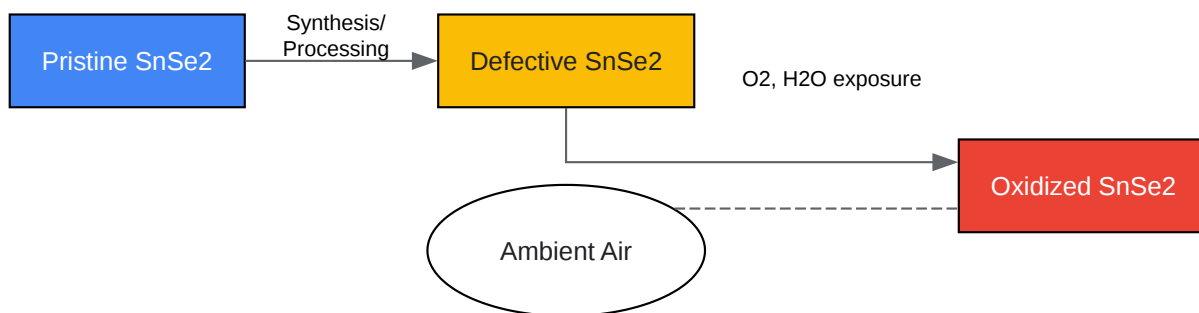 Pristine SnSe2
Synthesis/
Processing
Defective SnSe2
O2, H2O exposure
Oxidized SnSe2
Ambient Air